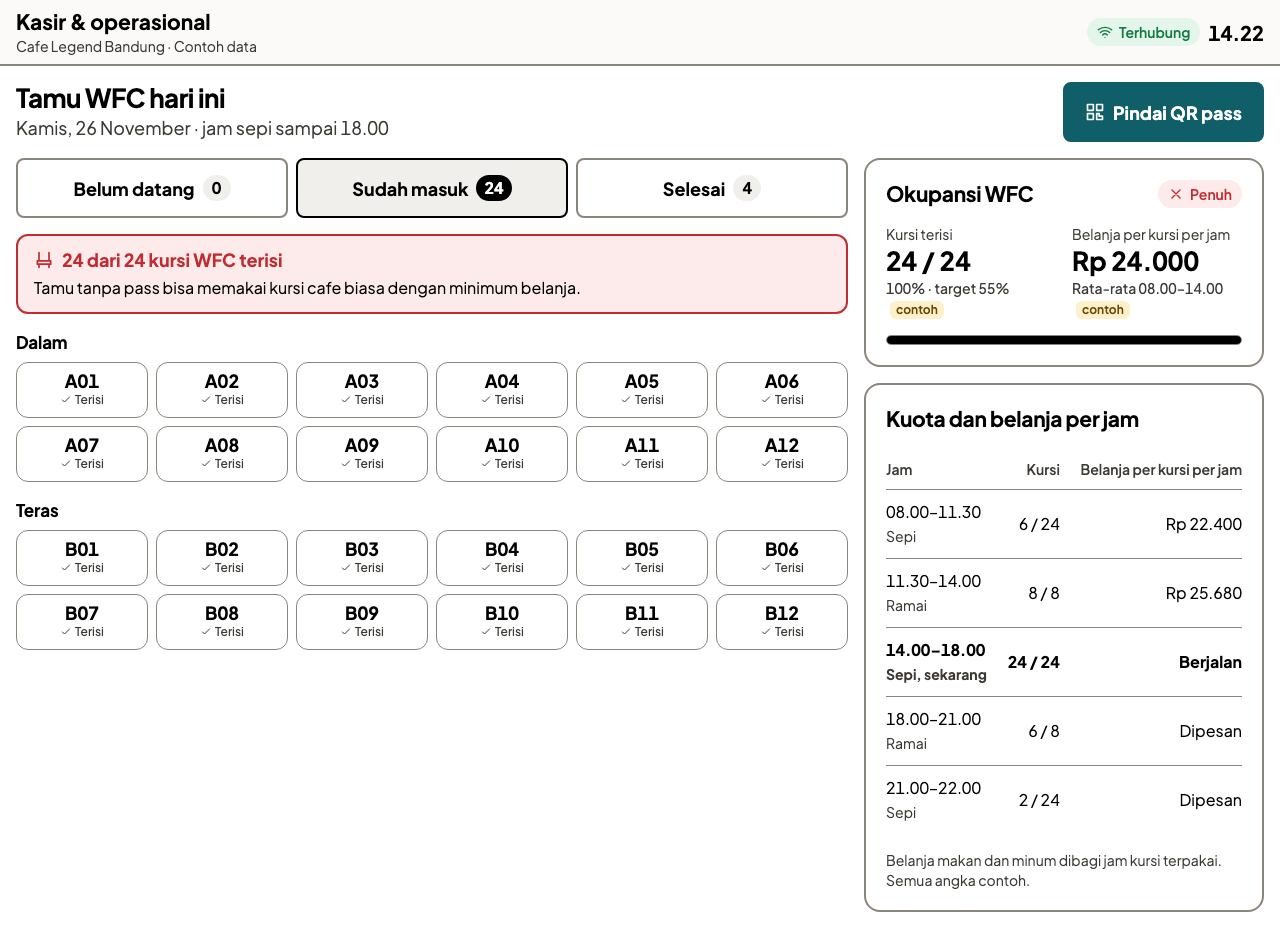 Kasir & operasional
Cafe Legend Bandung · Contoh data
Terhubung 14.22
Tamu WFC hari ini
Kamis, 26 November · jam sepi sampai 18.00
Pindai QR pass
Belum datang 0
Sudah masuk 24
Selesai 4
24 dari 24 kursi WFC terisi
Tamu tanpa pass bisa memakai kursi cafe biasa dengan minimum belanja.
Dalam
A01 A02 A03 A04 A05 A06
Terisi Terisi Terisi Terisi Terisi Terisi
A07 A08 A09 A10 A11 A12
Terisi Terisi Terisi Terisi Terisi Terisi
Teras
B01 B02 B03 B04 B05 B06
Terisi Terisi Terisi Terisi Terisi Terisi
B07 B08 B09 B10 B11 B12
Terisi Terisi Terisi Terisi Terisi Terisi
Okupansi WFC Penuh
Kursi terisi
24 / 24
100% · target 55%
contoh
Belanja per kursi per jam
Rp 24.000
Rata-rata 08.00–14.00
contoh
Kuota dan belanja per jam
Jam Kursi Belanja per kursi per jam
08.00–11.30
Sepi
6 / 24 Rp 22.400
11.30–14.00
Ramai
8 / 8 Rp 25.680
14.00–18.00
Sepi, sekarang
24 / 24 Berjalan
18.00–21.00
Ramai
6 / 8 Dipesan
21.00–22.00
Sepi
2 / 24 Dipesan
Belanja makan dan minum dibagi jam kursi terpakai.
Semua angka contoh.